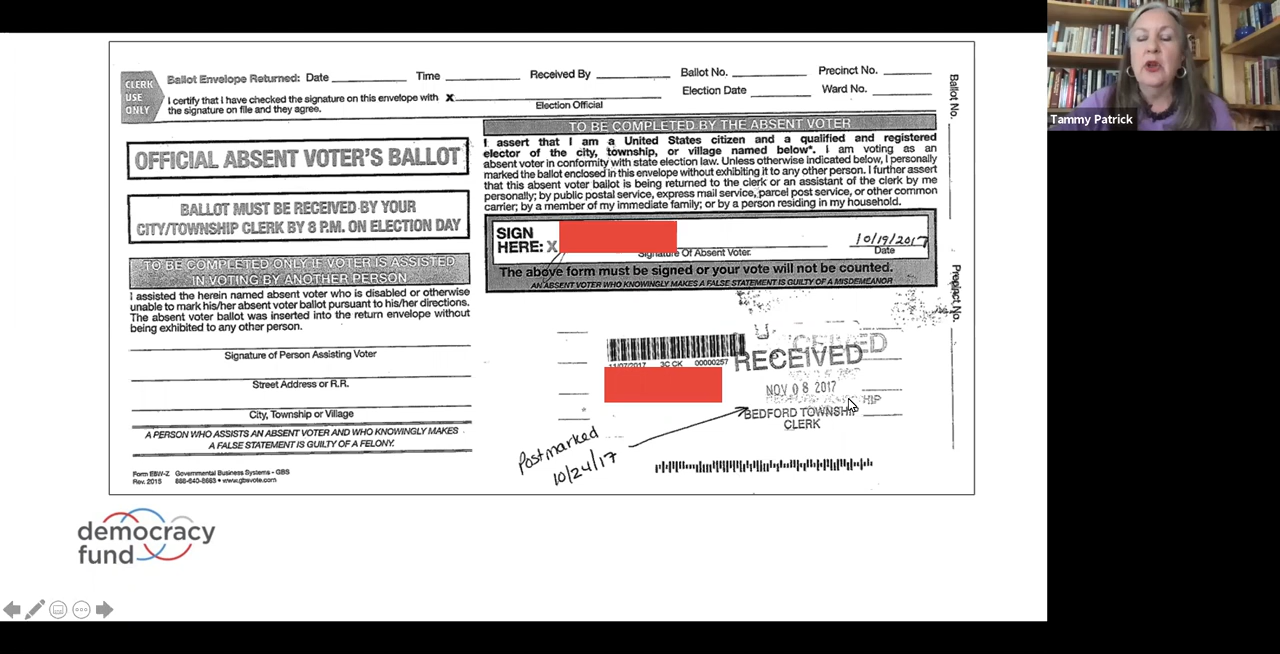 CLERK USE ONLY
Ballot Envelope Returned: Date Time Received By Ballot No. Precinct No.
I certify that I have checked the signature on this envelope with X
the signature on file and they agree.
Election Official
Election Date Ward No.
Ballot No.
OFFICIAL ABSENT VOTER'S BALLOT
BALLOT MUST BE RECEIVED BY YOUR
CITY/TOWNSHIP CLERK BY 8 P.M. ON ELECTION DAY
TO BE COMPLETED ONLY IF VOTER IS ASSISTED
IN VOTING BY ANOTHER PERSON
I assisted the herein named absent voter who is disabled or otherwise
unable to mark his/her absent voter ballot pursuant to his/her directions.
The absent voter ballot was inserted into the return envelope without
being exhibited to any other person.
Signature of Person Assisting Voter
Street Address or R.R.
City, Township or Village
A PERSON WHO ASSISTS AN ABSENT VOTER AND WHO KNOWINGLY MAKES
A FALSE STATEMENT IS GUILTY OF A FELONY.
Form EBW-Z Governmental Business Systems - GBS
Rev. 2015 888-640-8683 • www.gbsvote.com
TO BE COMPLETED BY THE ABSENT VOTER
I assert that I am a United States citizen and a qualified and registered
elector of the city, township, or village named below*. I am voting as an
absent voter in conformity with state election law. Unless otherwise indicated below, I personally
marked the ballot enclosed in this envelope without exhibiting it to any other person. I further assert
that this absent voter ballot is being returned to the clerk or an assistant of the clerk by me
personally; by public postal service, express mail service, parcel post service, or other common
carrier; by a member of my immediate family; or by a person residing in my household.
SIGN
HERE: X
10/19/2017
Signature Of Absent Voter
Date
The above form must be signed or your vote will not be counted.
AN ABSENT VOTER WHO KNOWINGLY MAKES A FALSE STATEMENT IS GUILTY OF A MISDEMEANOR
Precinct No.
RECEIVED
11/07/2017 3C CK 00000257
NOV 08 2017
BEDFORD TOWNSHIP
CLERK
Postmarked
10/24/17
democracy
fund
Tammy Patrick